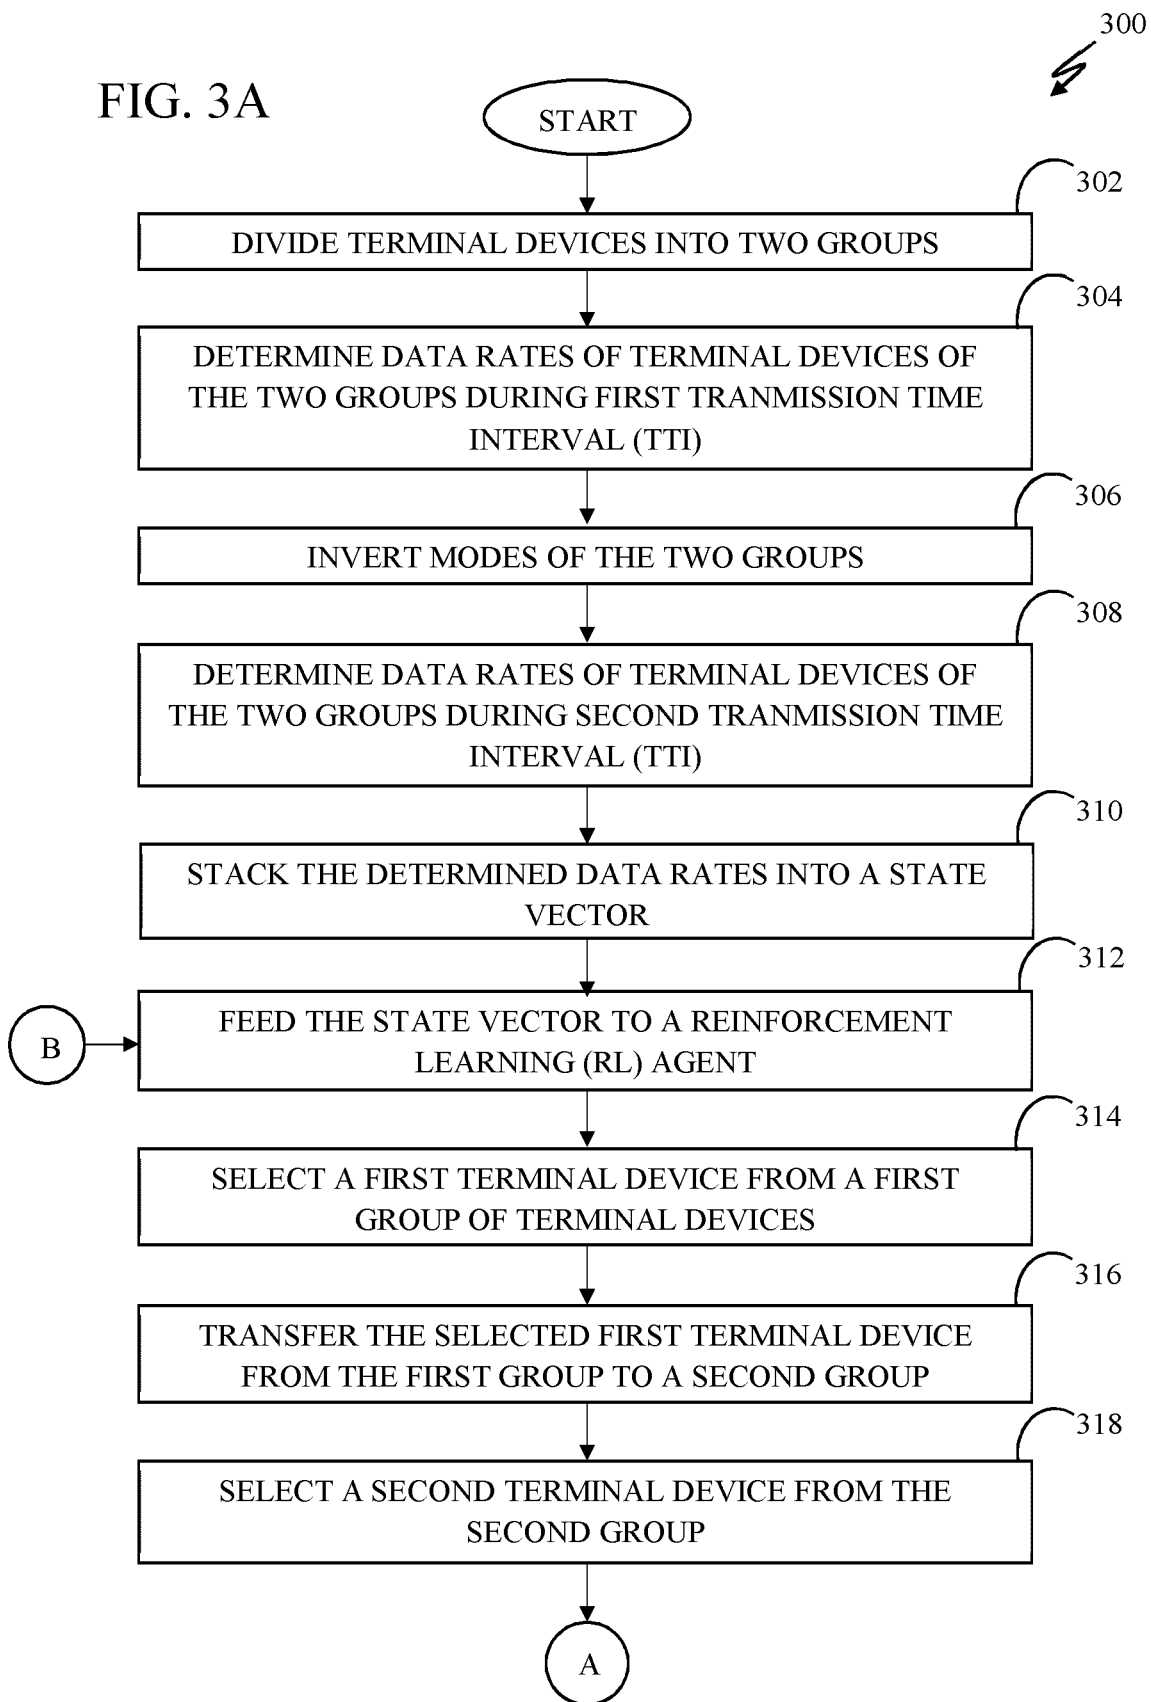 300
FIG. 3A
START
302
DIVIDE TERMINAL DEVICES INTO TWO GROUPS
304
DETERMINE DATA RATES OF TERMINAL DEVICES OF
THE TWO GROUPS DURING FIRST TRANMISSION TIME
INTERVAL (TTI)
306
INVERT MODES OF THE TWO GROUPS
308
DETERMINE DATA RATES OF TERMINAL DEVICES OF
THE TWO GROUPS DURING SECOND TRANMISSION TIME
INTERVAL (TTI)
310
STACK THE DETERMINED DATA RATES INTO A STATE
VECTOR
312
B
FEED THE STATE VECTOR TO A REINFORCEMENT
LEARNING (RL) AGENT
314
SELECT A FIRST TERMINAL DEVICE FROM A FIRST
GROUP OF TERMINAL DEVICES
316
TRANSFER THE SELECTED FIRST TERMINAL DEVICE
FROM THE FIRST GROUP TO A SECOND GROUP
318
SELECT A SECOND TERMINAL DEVICE FROM THE
SECOND GROUP
A